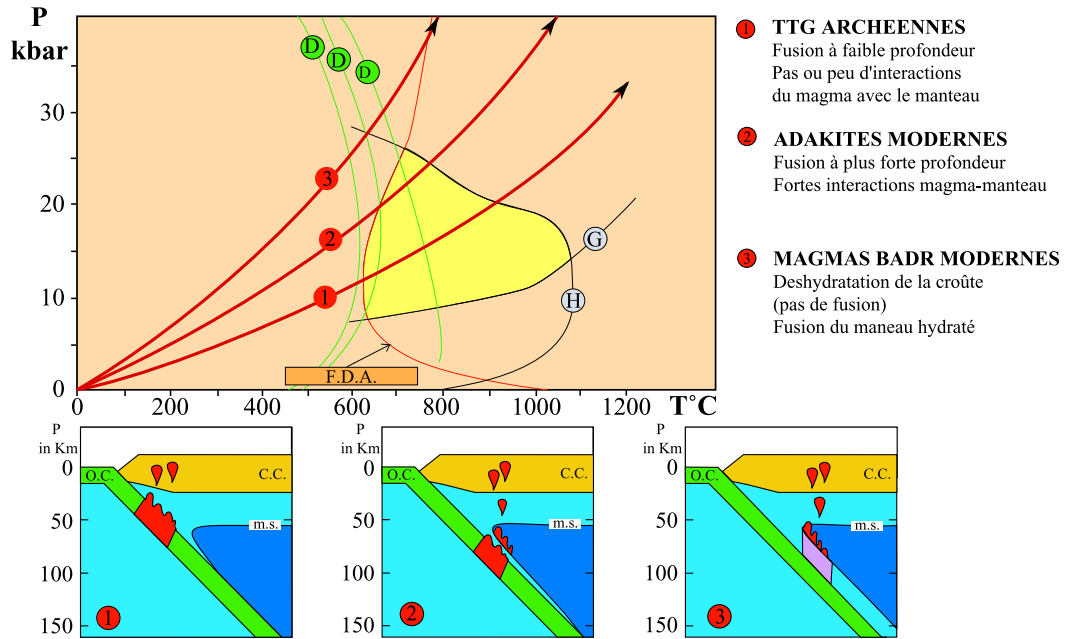 P
kbar
30
20
10
0
D
D
D
3
2
1
G
H
F.D.A.
0
200
400
600
800
1000
1200
T°C
1
TTG ARCHEENNES
Fusion à faible profondeur
Pas ou peu d'interactions
du magma avec le manteau
2
ADAKITES MODERNES
Fusion à plus forte profondeur
Fortes interactions magma-manteau
3
MAGMAS BADR MODERNES
Deshydratation de la croûte
(pas de fusion)
Fusion du maneau hydraté
P
in Km
0
50
100
150
O.C.
C.C.
m.s.
1
P
in Km
0
50
100
150
O.C.
C.C.
m.s.
2
P
in Km
0
50
100
150
O.C.
C.C.
m.s.
3